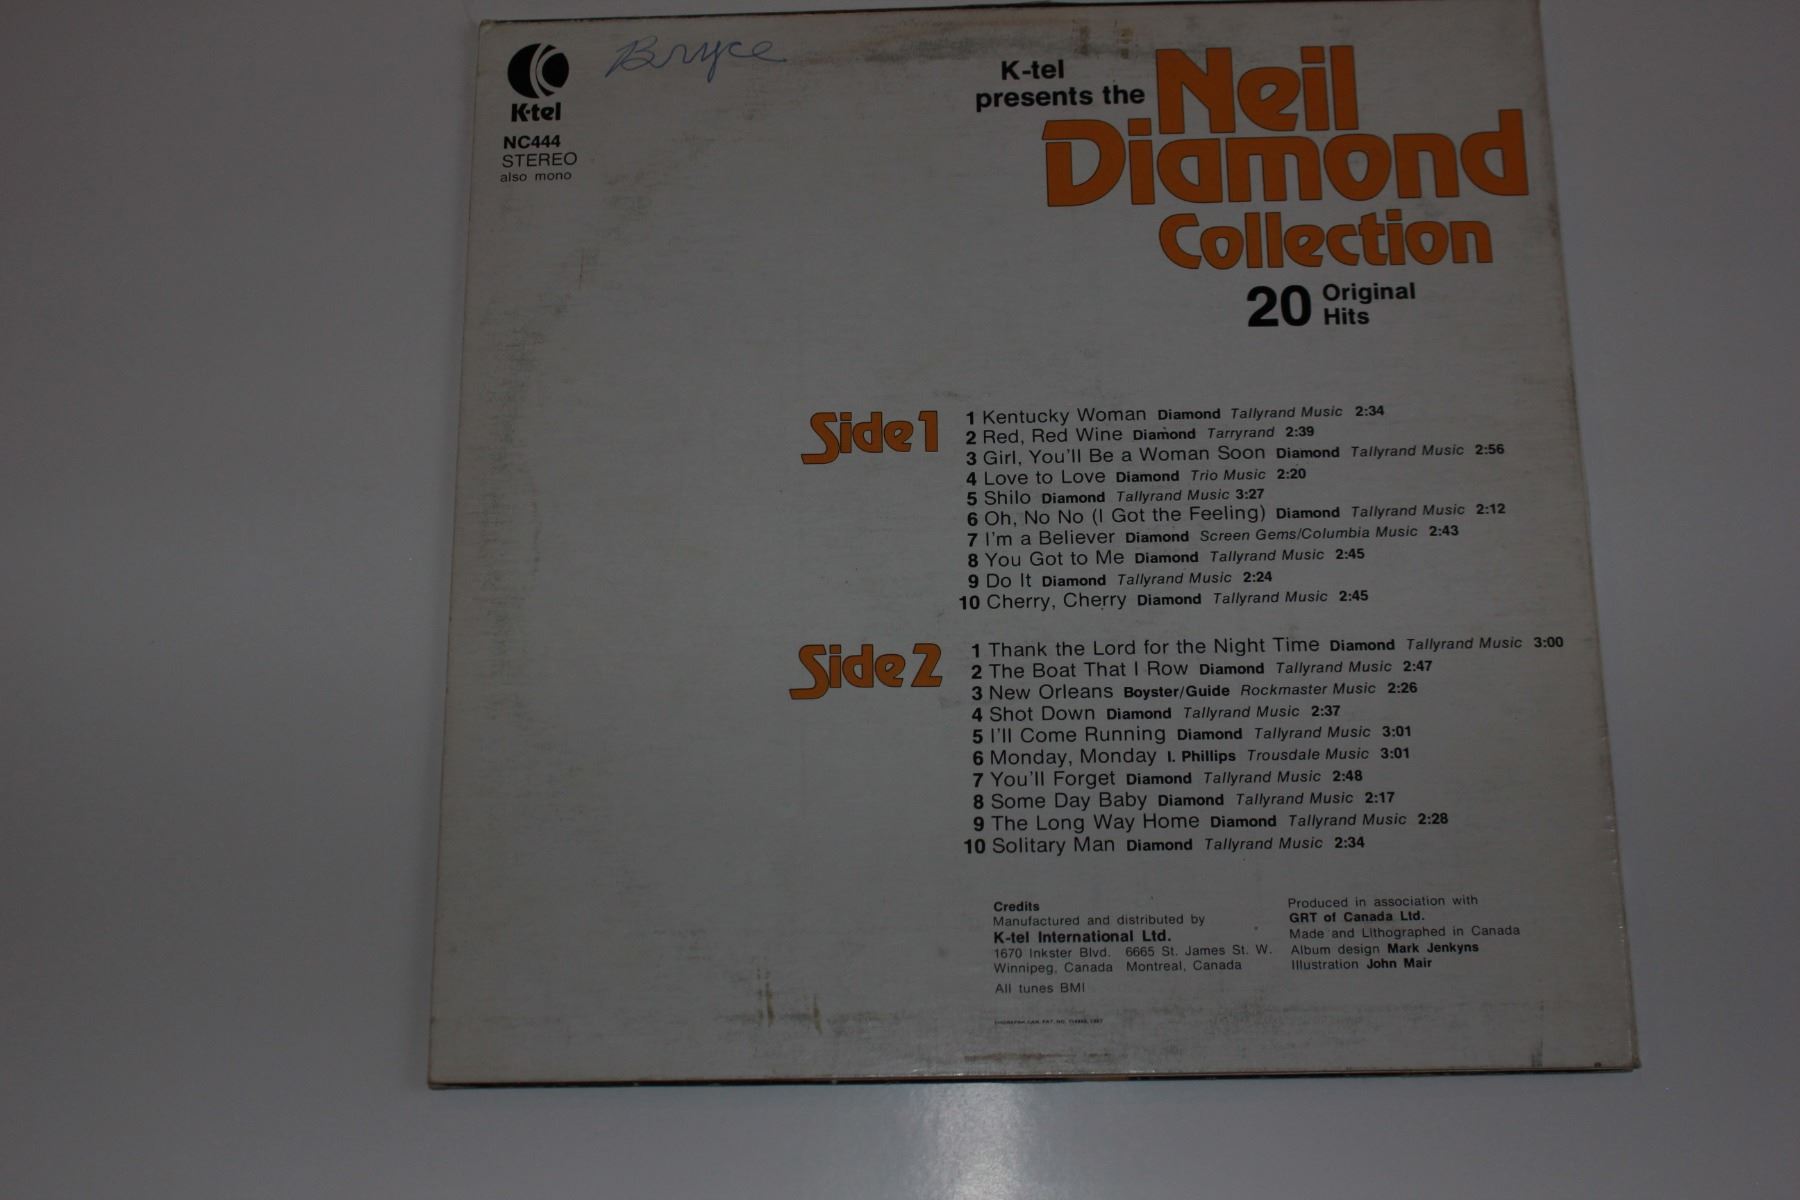 Bryce
K-tel
NC444
STEREO
also mono
K-tel
presents the
Neil
Diamond
Collection
20 Original
Hits
Side 1
1 Kentucky Woman Diamond Tallyrand Music 2:34
2 Red, Red Wine Diamond Tarryrand 2:39
3 Girl, You'll Be a Woman Soon Diamond Tallyrand Music 2:56
4 Love to Love Diamond Trio Music 2:20
5 Shilo Diamond Tallyrand Music 3:27
6 Oh, No No (I Got the Feeling) Diamond Tallyrand Music 2:12
7 I'm a Believer Diamond Screen Gems/Columbia Music 2:43
8 You Got to Me Diamond Tallyrand Music 2:45
9 Do It Diamond Tallyrand Music 2:24
10 Cherry, Cherry Diamond Tallyrand Music 2:45
Side 2
1 Thank the Lord for the Night Time Diamond Tallyrand Music 3:00
2 The Boat That I Row Diamond Tallyrand Music 2:47
3 New Orleans Boyster/Guide Rockmaster Music 2:26
4 Shot Down Diamond Tallyrand Music 2:37
5 I'll Come Running Diamond Tallyrand Music 3:01
6 Monday, Monday I. Phillips Trousdale Music 3:01
7 You'll Forget Diamond Tallyrand Music 2:48
8 Some Day Baby Diamond Tallyrand Music 2:17
9 The Long Way Home Diamond Tallyrand Music 2:28
10 Solitary Man Diamond Tallyrand Music 2:34
Credits
Manufactured and distributed by
K-tel International Ltd.
1670 Inkster Blvd. 6665 St. James St. W.
Winnipeg, Canada Montreal, Canada
All tunes BMI
Produced in association with
GRT of Canada Ltd.
Made and Lithographed in Canada
Album design Mark Jenkyns
Illustration John Mair
CAN. PAT. NO.